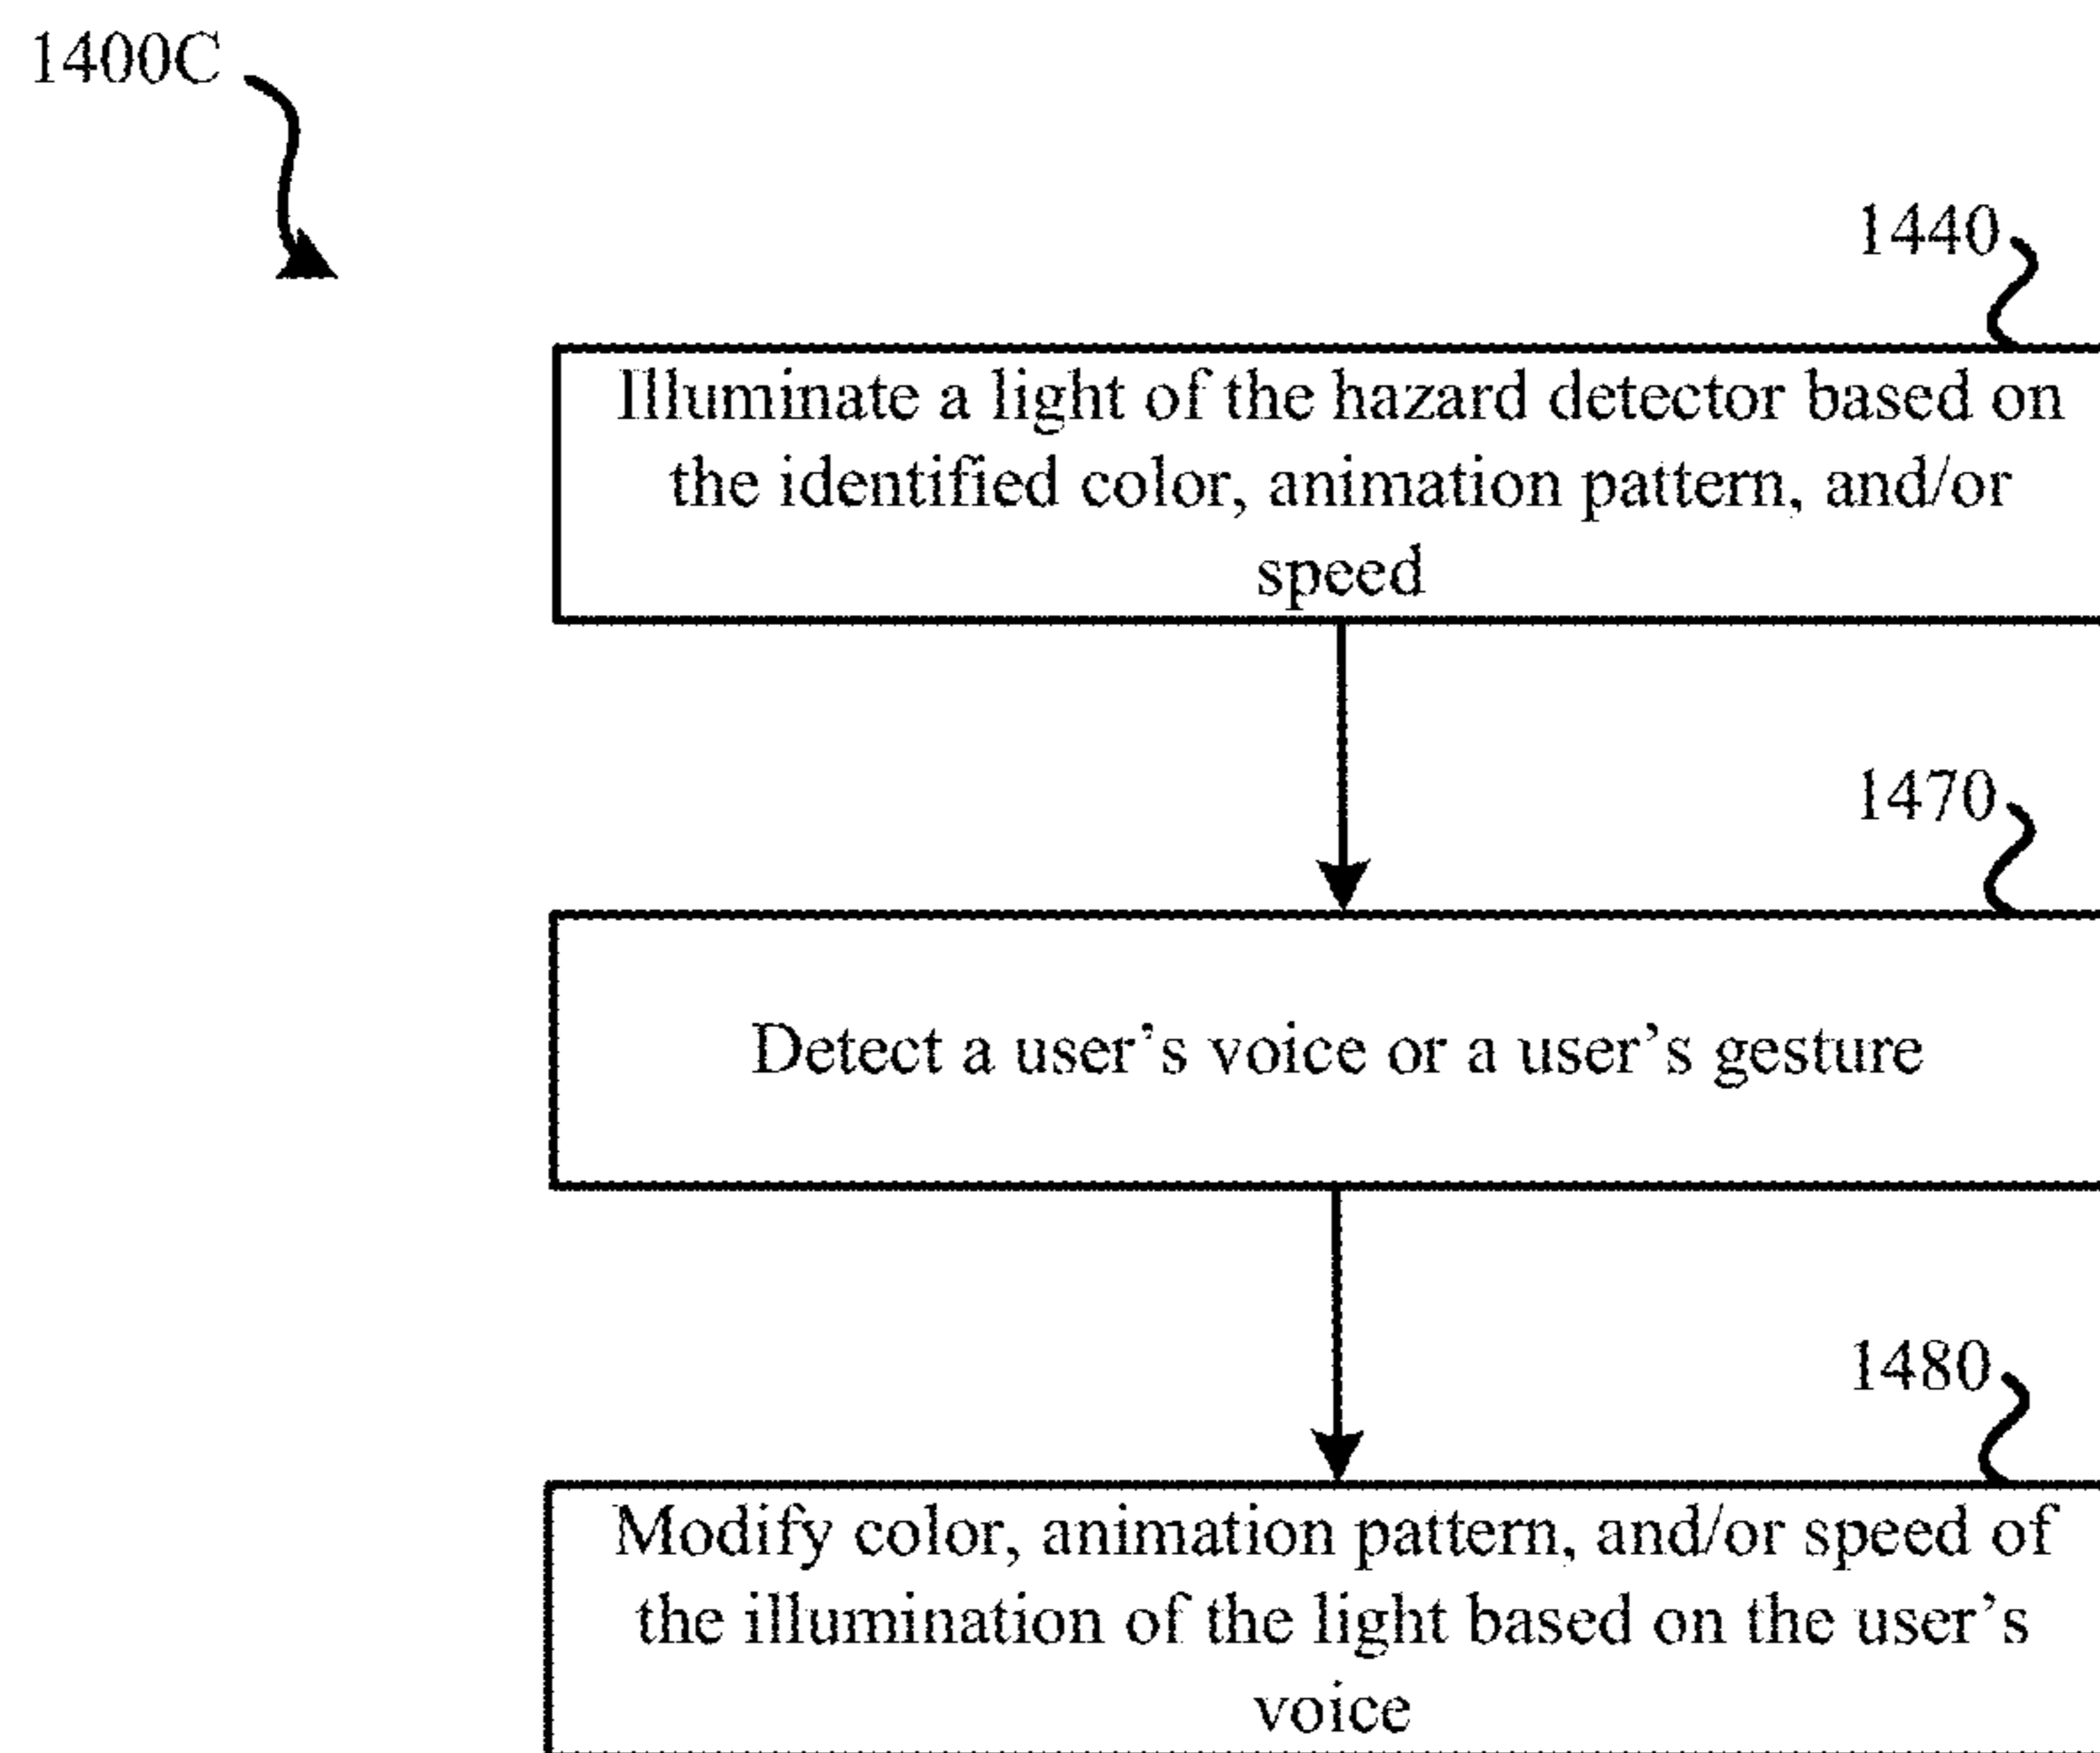 1400C
1440
Illuminate a light of the hazard detector based on
the identified color, animation pattern, and/or
speed
1470
Detect a user's voice or a user's gesture
1480
Modify color, animation pattern, and/or speed of
the illumination of the light based on the user's
voice